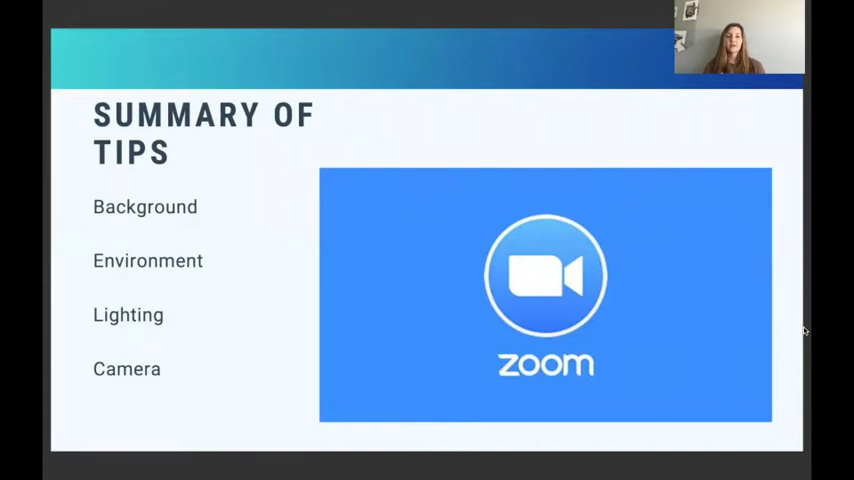 SUMMARY OF
TIPS
Background
Environment
Lighting
Camera
zoom